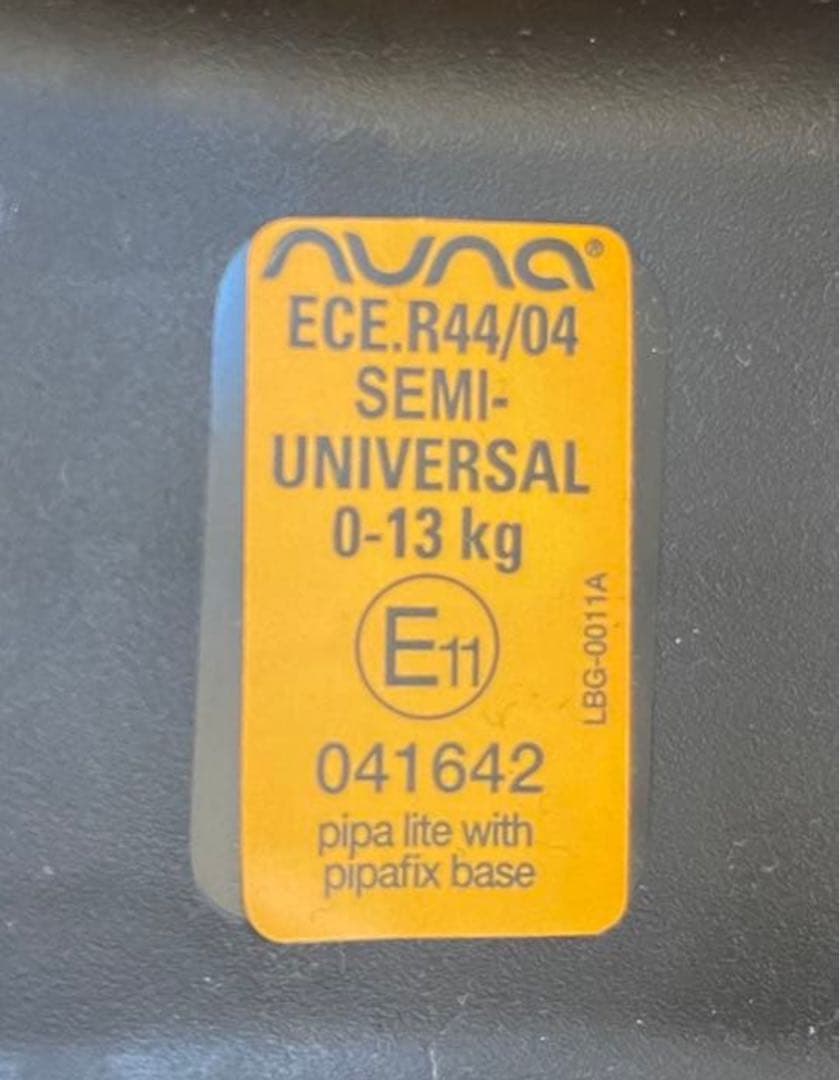 nuna®
ECE.R44/04
SEMI-
UNIVERSAL
0-13 kg
E11
LBG-0011A
041642
pipa lite with
pipafix base